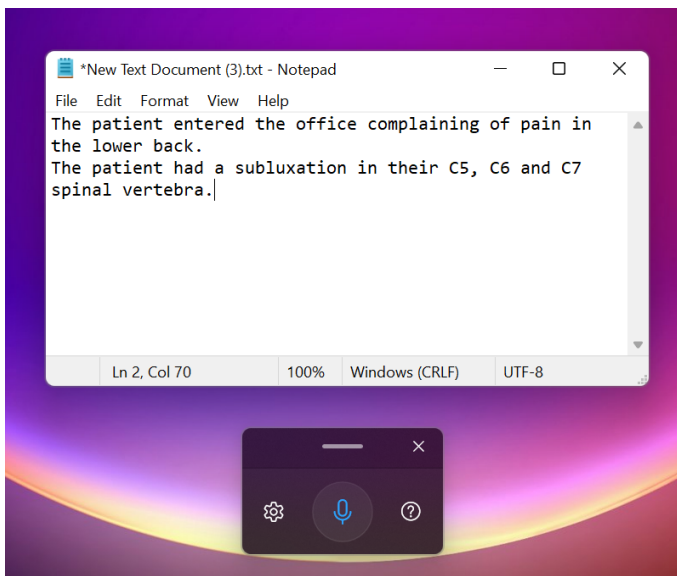 *New Text Document (3).txt - Notepad
File Edit Format View Help
The patient entered the office complaining of pain in
the lower back.
The patient had a subluxation in their C5, C6 and C7
spinal vertebra.
Ln 2, Col 70 100% Windows (CRLF) UTF-8